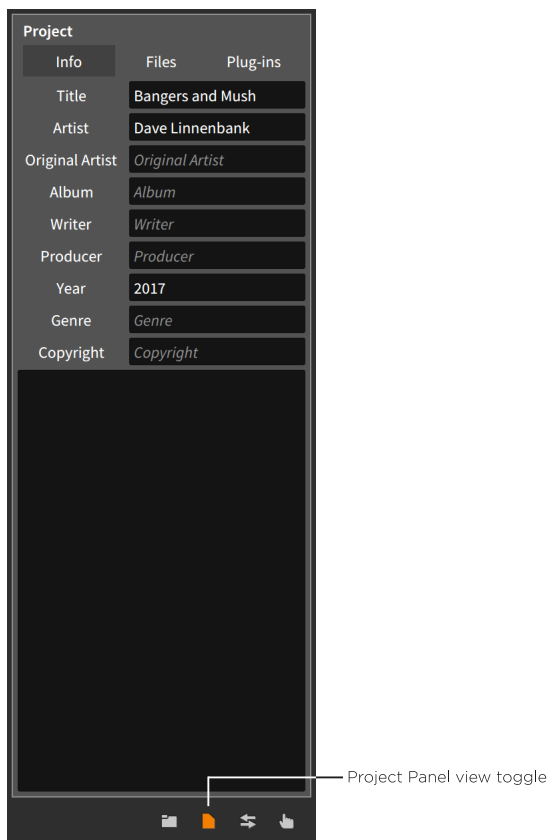 Project
Info Files Plug-ins
Title Bangers and Mush
Artist Dave Linnenbank
Original Artist Original Artist
Album Album
Writer Writer
Producer Producer
Year 2017
Genre Genre
Copyright Copyright
Project Panel view toggle